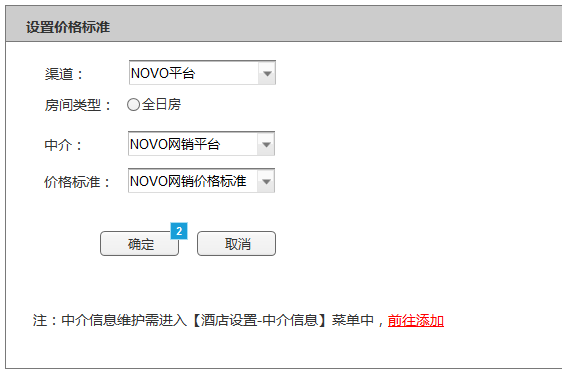 设置价格标准
渠道： NOVO平台
房间类型： 全日房
中介： NOVO网销平台
价格标准： NOVO网销价格标准
确定 2 取消
注：中介信息维护需进入【酒店设置-中介信息】菜单中，前往添加